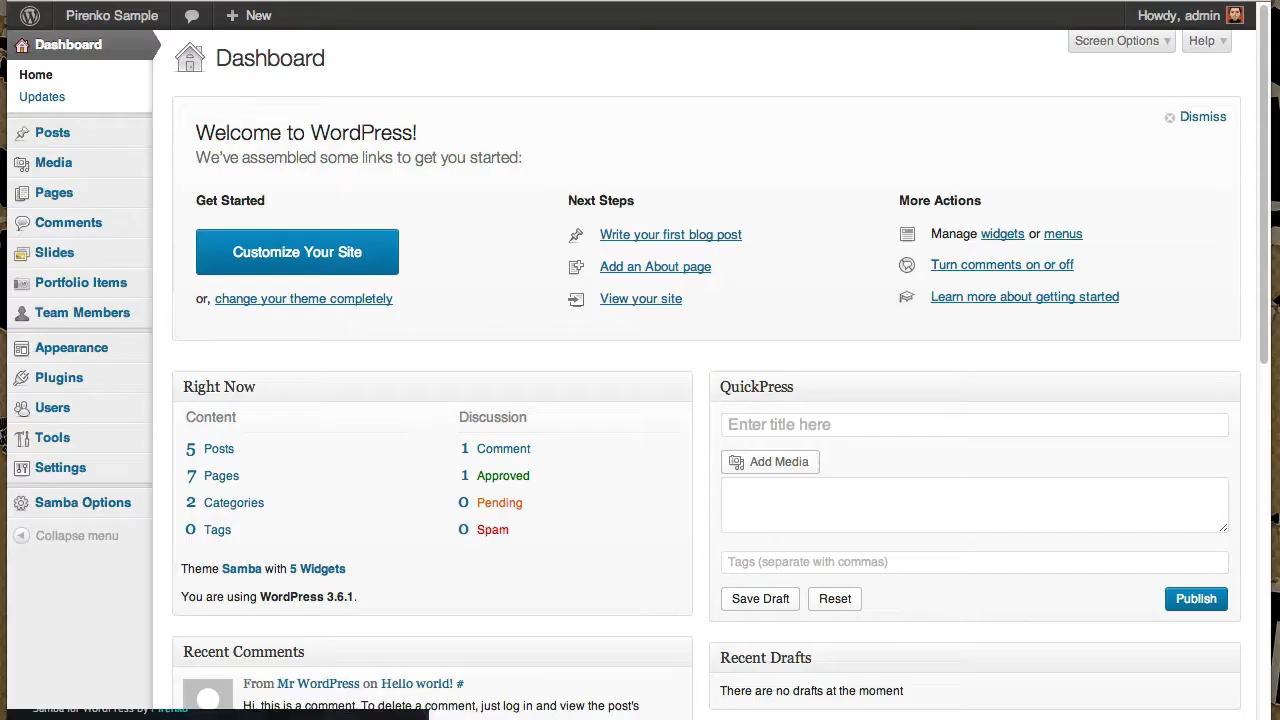 Pirenko Sample
New
Howdy, admin
Dashboard
Home
Updates
Posts
Media
Pages
Comments
Slides
Portfolio Items
Team Members
Appearance
Plugins
Users
Tools
Settings
Samba Options
Collapse menu
Screen Options
Help
Dashboard
Dismiss
Welcome to WordPress!
We've assembled some links to get you started:
Get Started
Customize Your Site
or, change your theme completely
Next Steps
Write your first blog post
Add an About page
View your site
More Actions
Manage widgets or menus
Turn comments on or off
Learn more about getting started
Right Now
Content
5 Posts
7 Pages
2 Categories
0 Tags
Discussion
1 Comment
1 Approved
0 Pending
0 Spam
Theme Samba with 5 Widgets
You are using WordPress 3.6.1.
QuickPress
Enter title here
Add Media
Tags (separate with commas)
Save Draft
Reset
Publish
Recent Comments
From Mr WordPress on Hello world! #
Hi, this is a comment. To delete a comment, just log in and view the post's
Recent Drafts
There are no drafts at the moment
Samba for WordPress by Pirenko